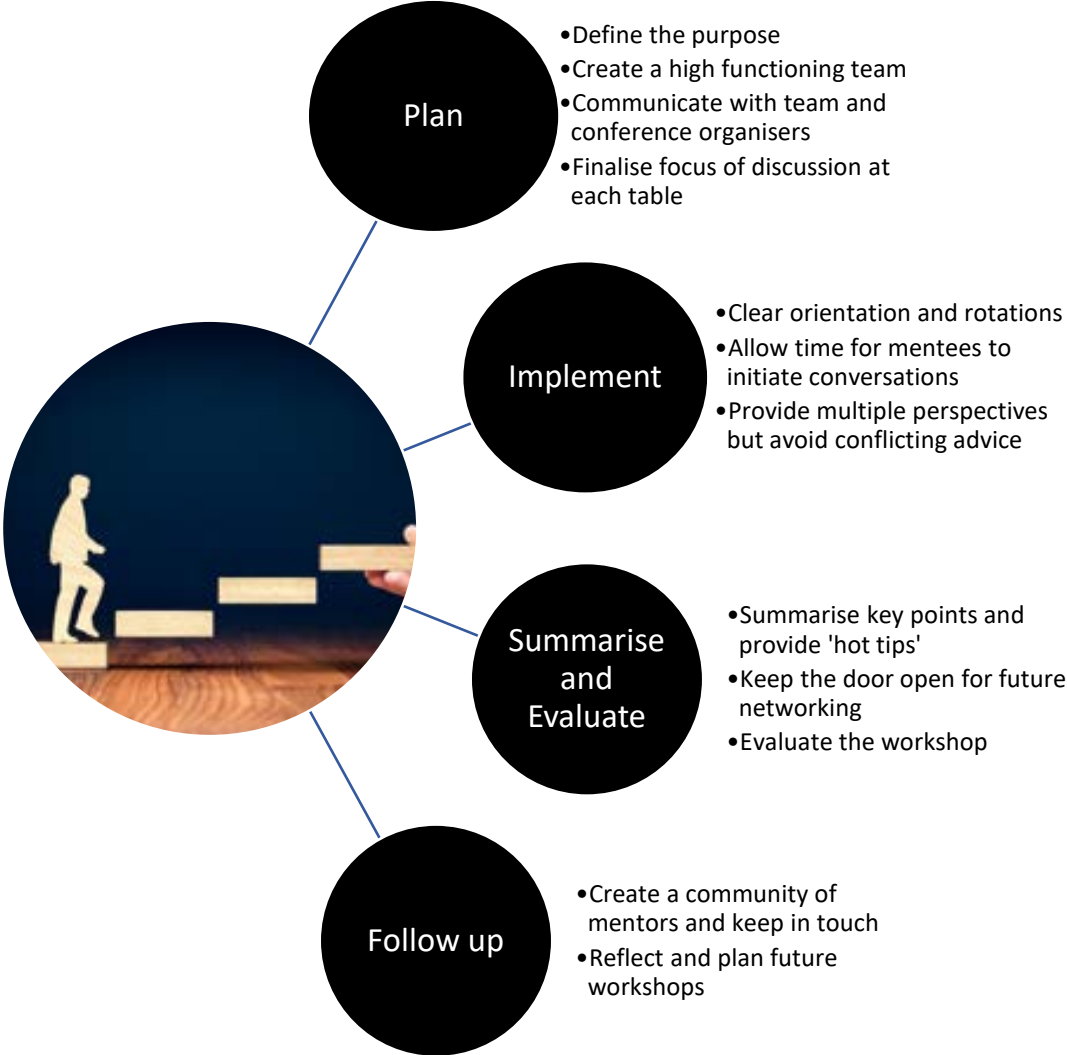 Plan
•Define the purpose
•Create a high functioning team
•Communicate with team and
conference organisers
•Finalise focus of discussion at
each table
Implement
•Clear orientation and rotations
•Allow time for mentees to
initiate conversations
•Provide multiple perspectives
but avoid conflicting advice
Summarise
and
Evaluate
•Summarise key points and
provide 'hot tips'
•Keep the door open for future
networking
•Evaluate the workshop
Follow up
•Create a community of
mentors and keep in touch
•Reflect and plan future
workshops